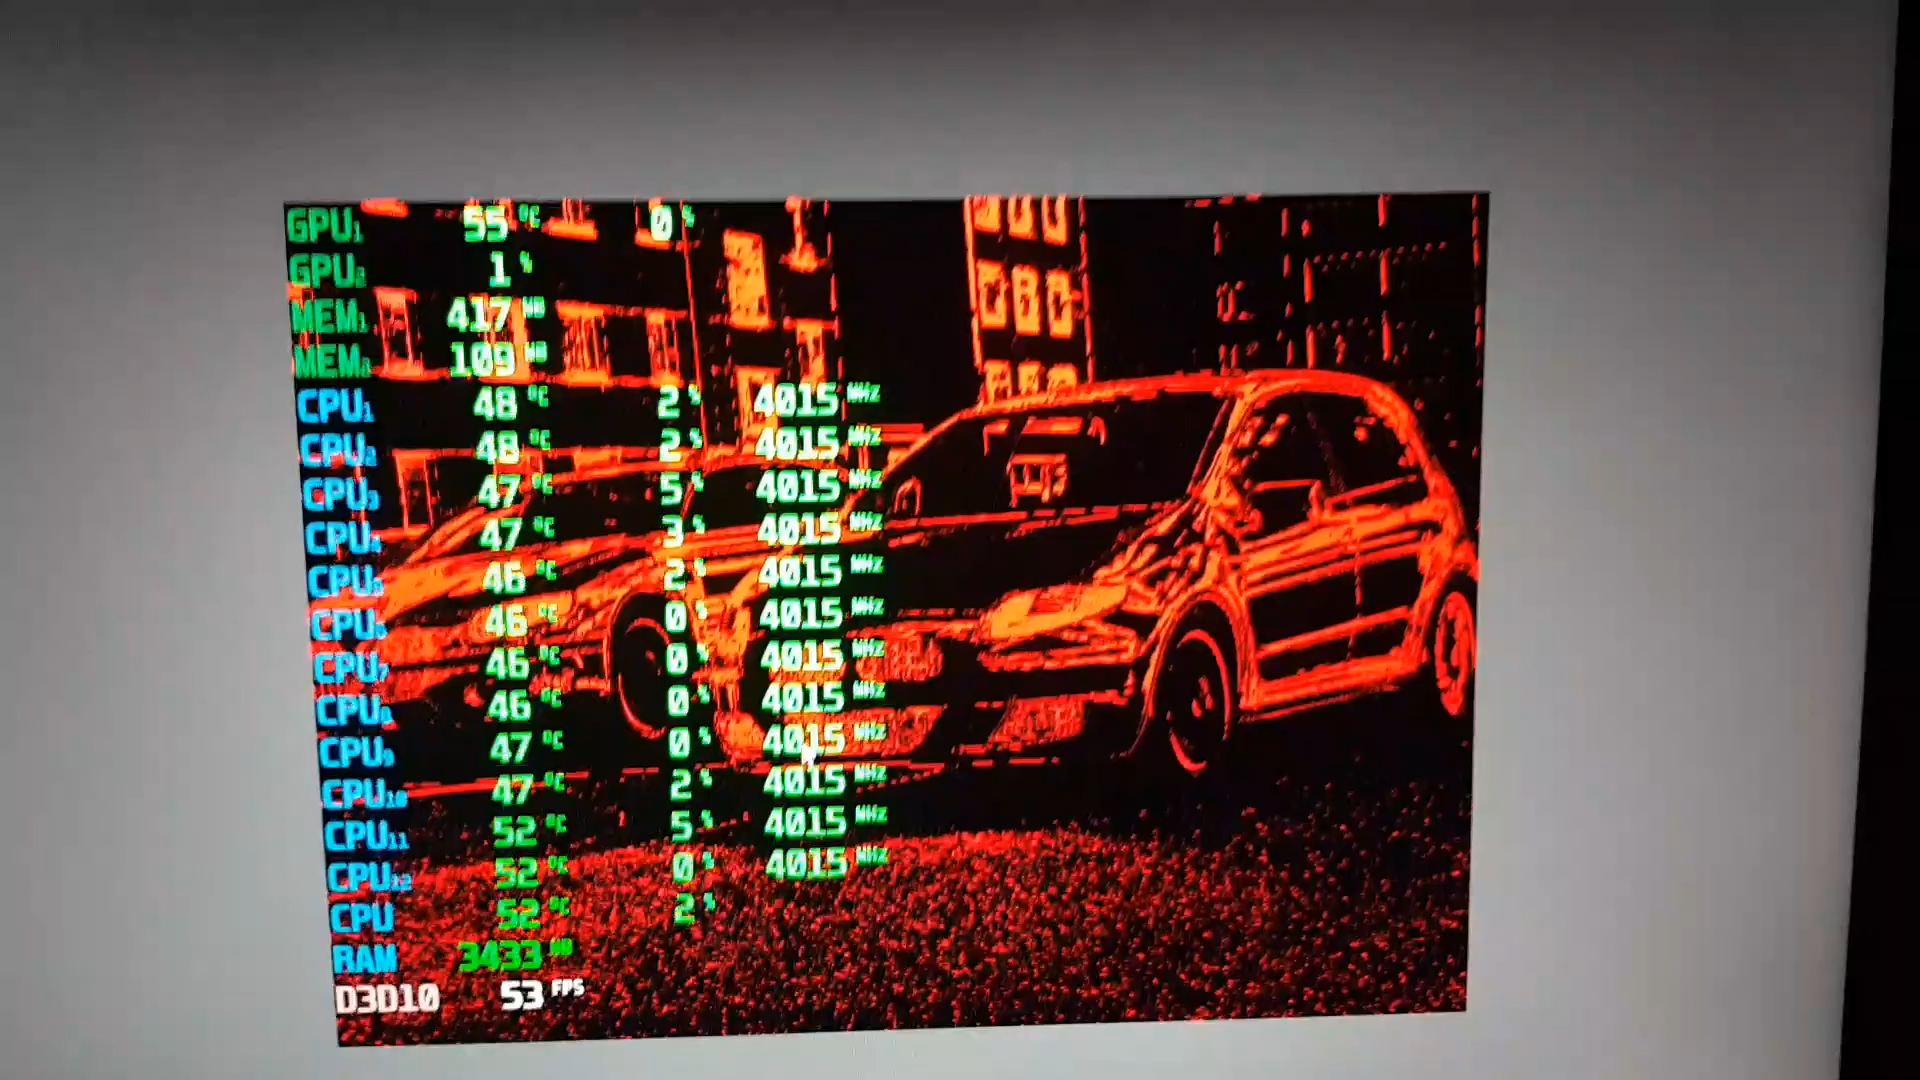 GPU1 55 °C 0 %
GPU2 1 %
MEM1 417 MB
MEM2 109 MB
CPU1 48 °C 2 % 4015 MHz
CPU2 48 °C 2 % 4015 MHz
CPU3 47 °C 5 % 4015 MHz
CPU4 47 °C 3 % 4015 MHz
CPU5 46 °C 2 % 4015 MHz
CPU6 46 °C 0 % 4015 MHz
CPU7 46 °C 0 % 4015 MHz
CPU8 46 °C 0 % 4015 MHz
CPU9 47 °C 0 % 4015 MHz
CPU10 47 °C 2 % 4015 MHz
CPU11 52 °C 5 % 4015 MHz
CPU12 52 °C 0 % 4015 MHz
CPU 52 °C 2 %
RAM 3433 MB
D3D10 53 FPS